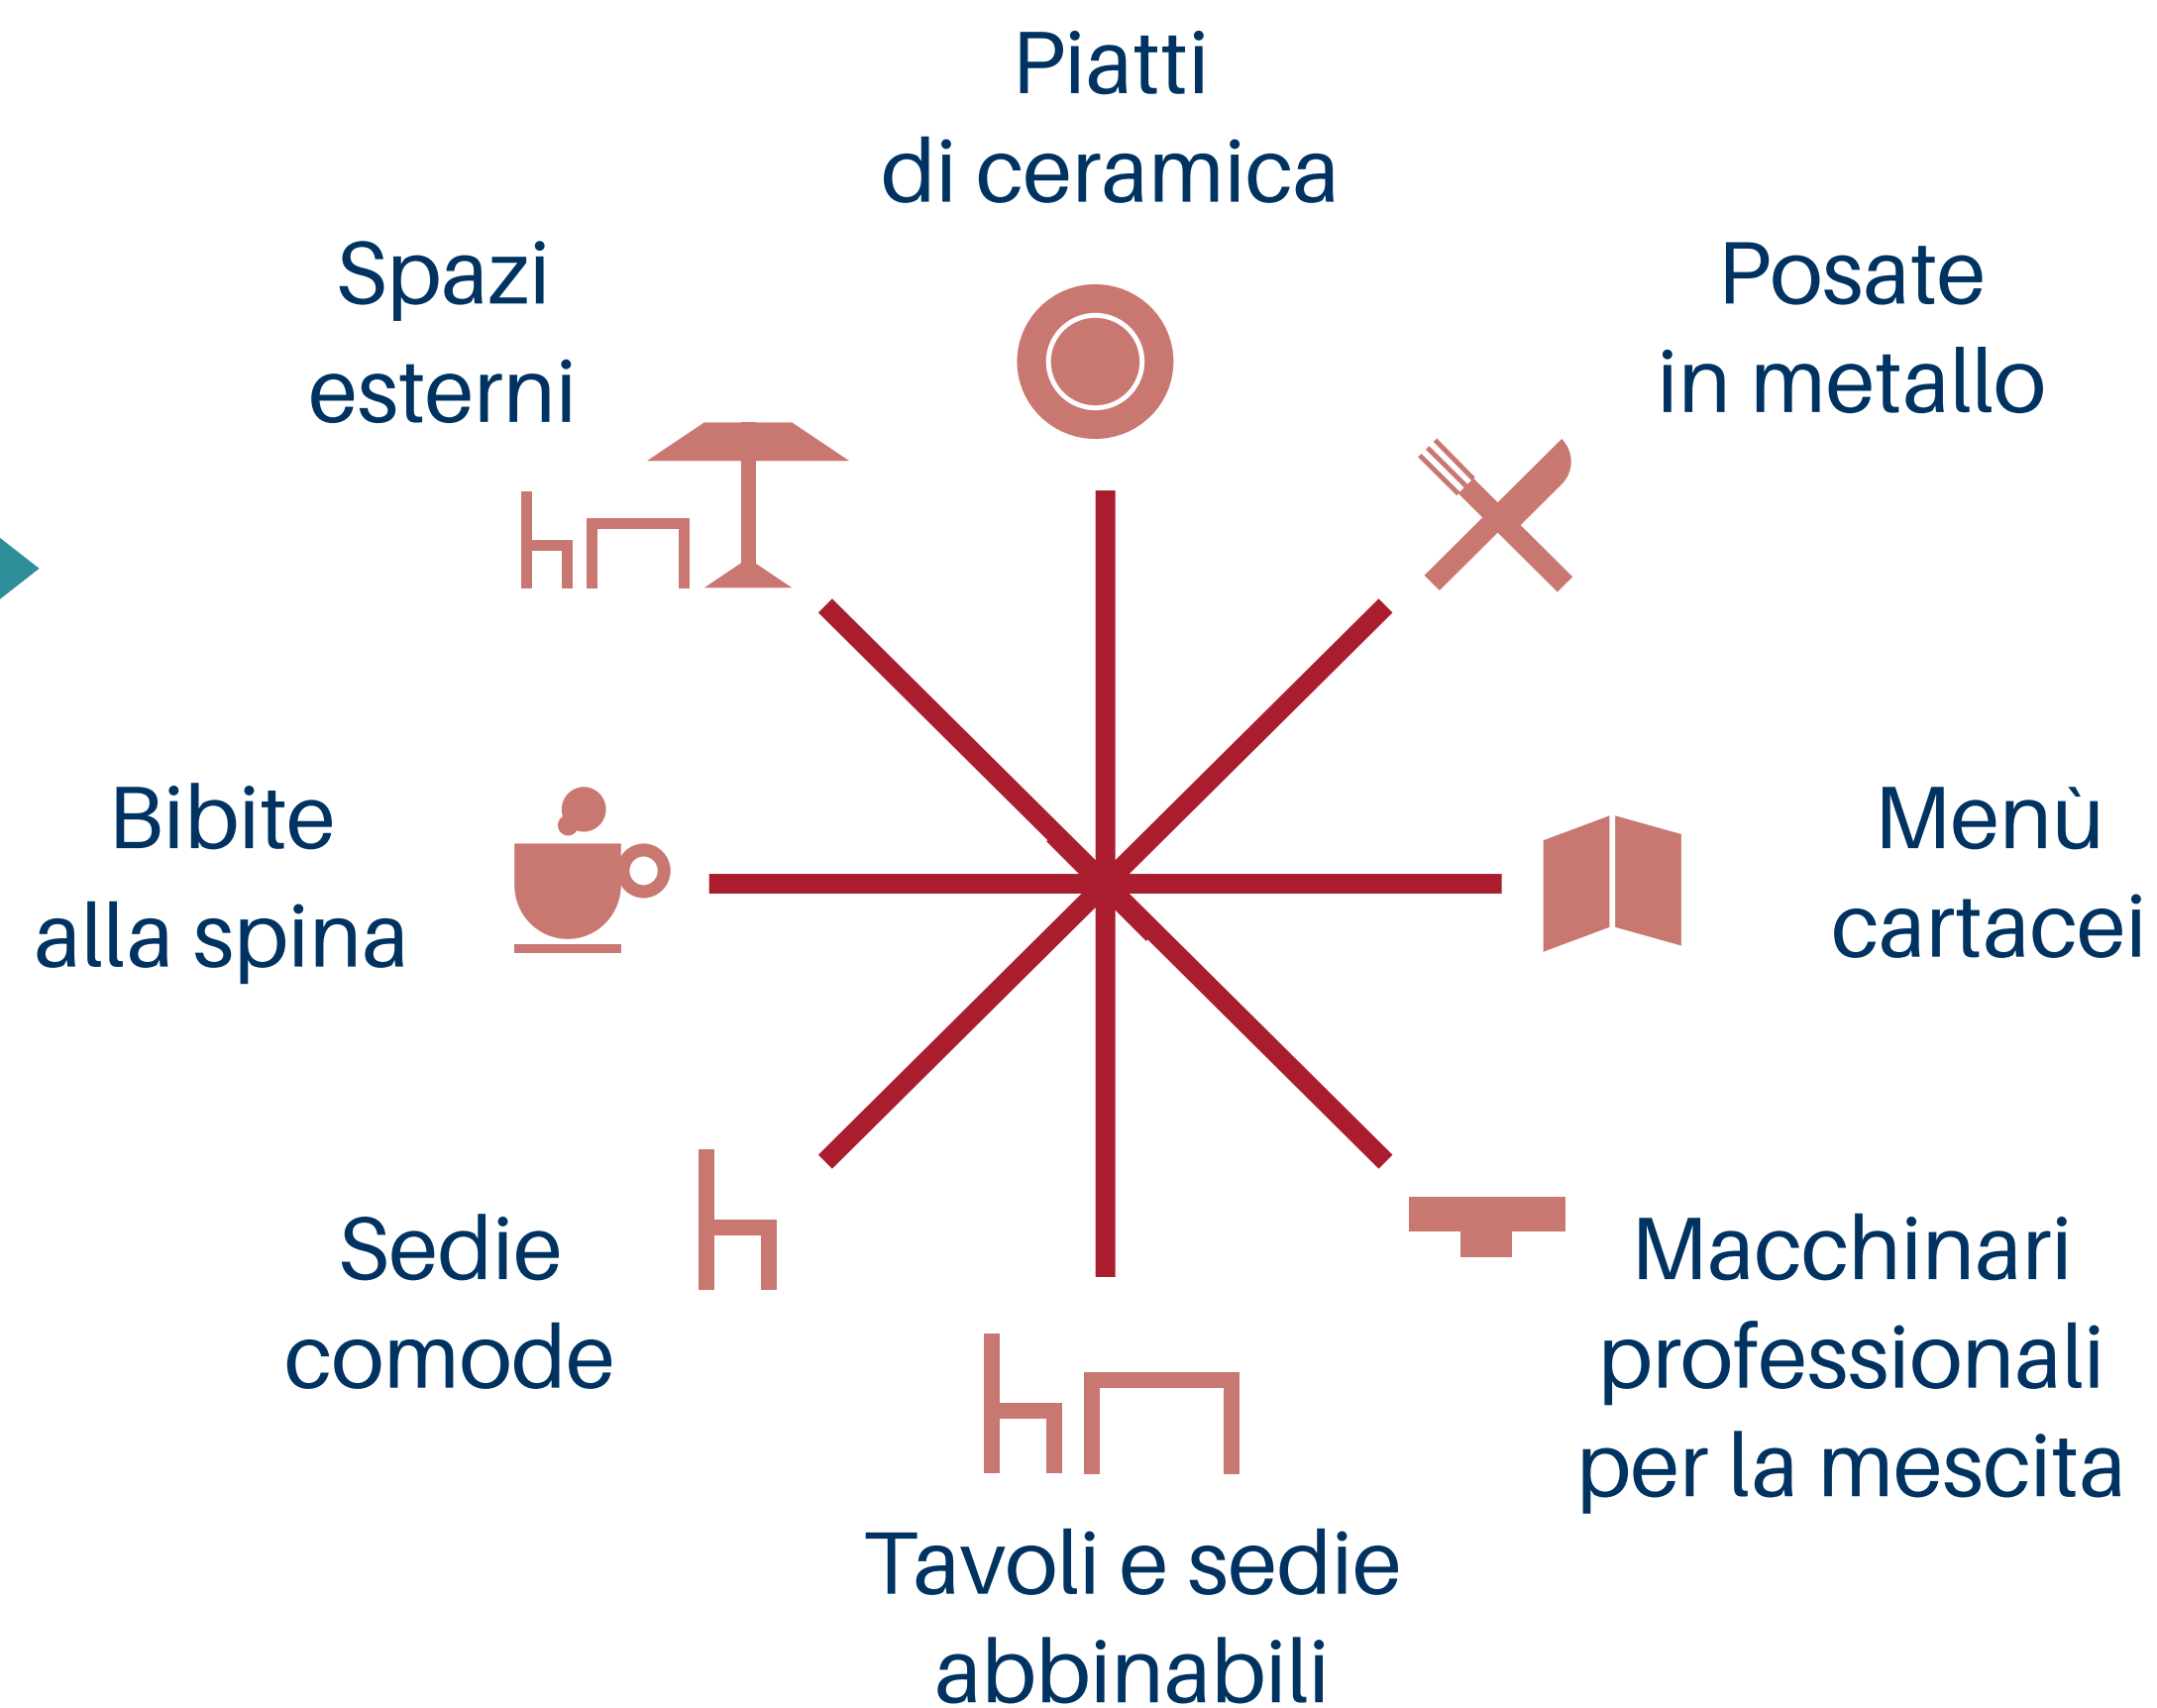 Piatti
di ceramica
Spazi
esterni
Posate
in metallo
Bibite
alla spina
Menù
cartacei
Sedie
comode
Macchinari
professionali
per la mescita
Tavoli e sedie
abbinabili